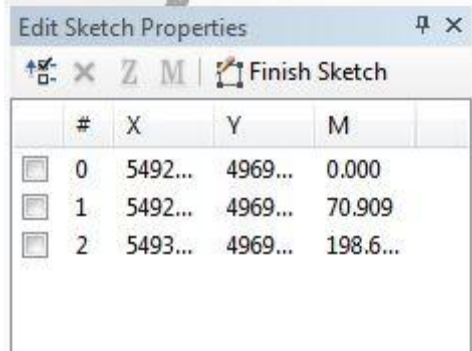 Edit Sketch Properties
Z M Finish Sketch
# X Y M
0 5492... 4969... 0.000
1 5492... 4969... 70.909
2 5493... 4969... 198.6...